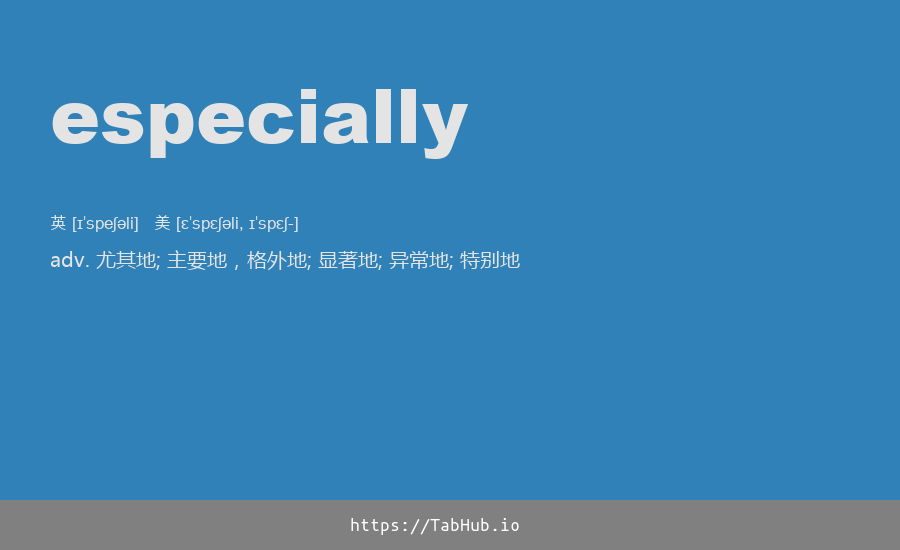 especially
英 [ɪˈspeʃəli] 美 [ɛˈspɛʃəli, ɪˈspɛʃ-]
adv. 尤其地; 主要地，格外地; 显著地; 异常地; 特别地
https://TabHub.io